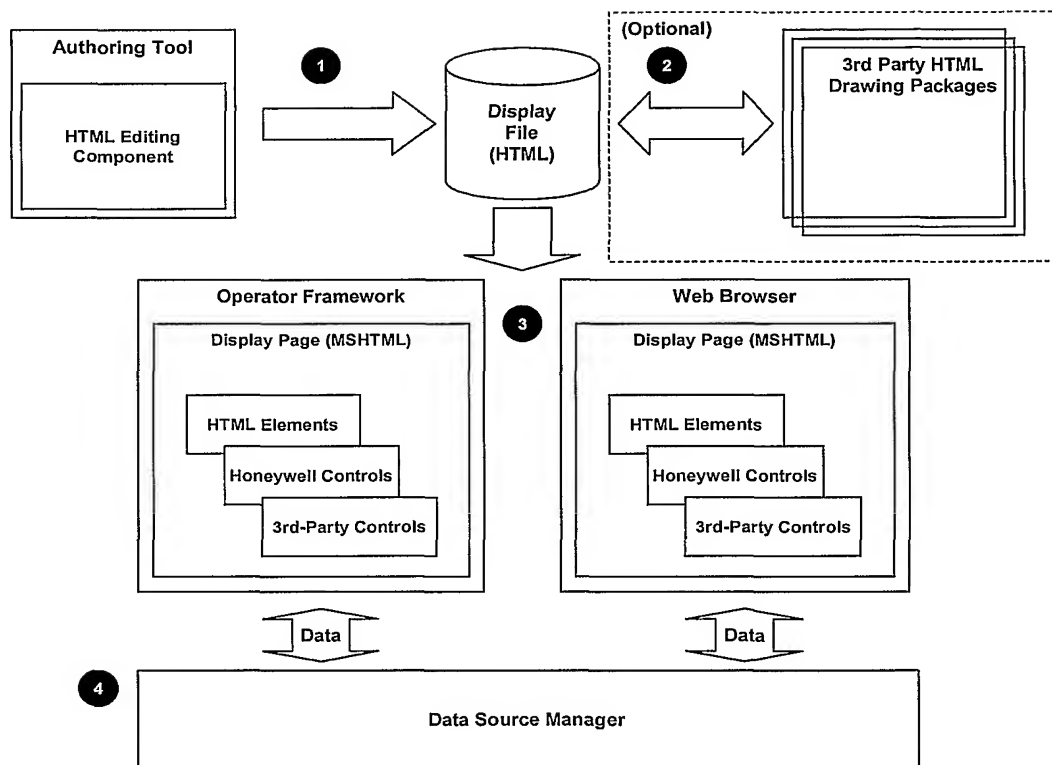 Authoring Tool
HTML Editing
Component
1
Display
File
(HTML)
(Optional)
2
3rd Party HTML
Drawing Packages
Operator Framework
Display Page (MSHTML)
HTML Elements
Honeywell Controls
3rd-Party Controls
3
Web Browser
Display Page (MSHTML)
HTML Elements
Honeywell Controls
3rd-Party Controls
Data
Data
4
Data Source Manager